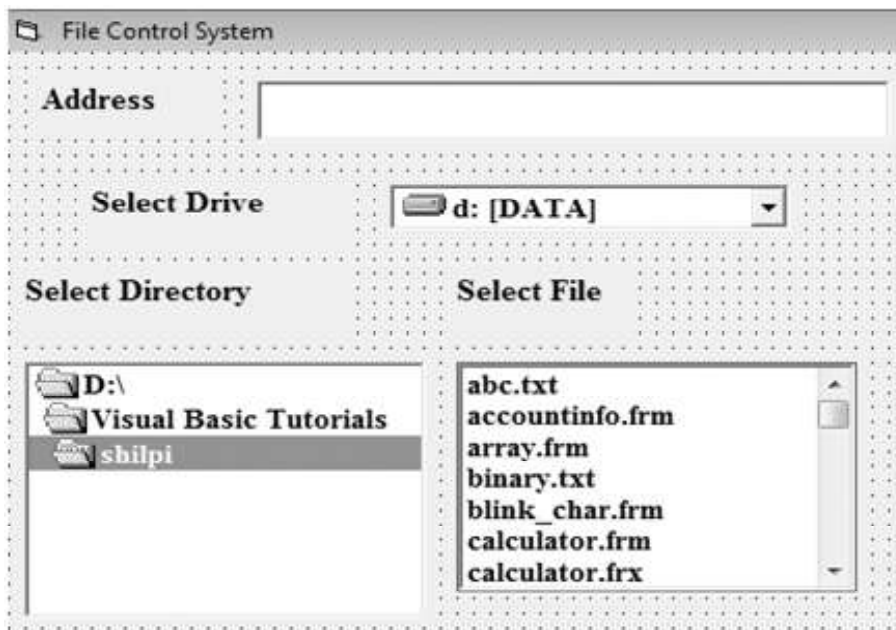 File Control System
Address
Select Drive
d: [DATA]
Select Directory
Select File
D:\
Visual Basic Tutorials
shilpi
abc.txt
accountinfo.frm
array.frm
binary.txt
blink_char.frm
calculator.frm
calculator.frx